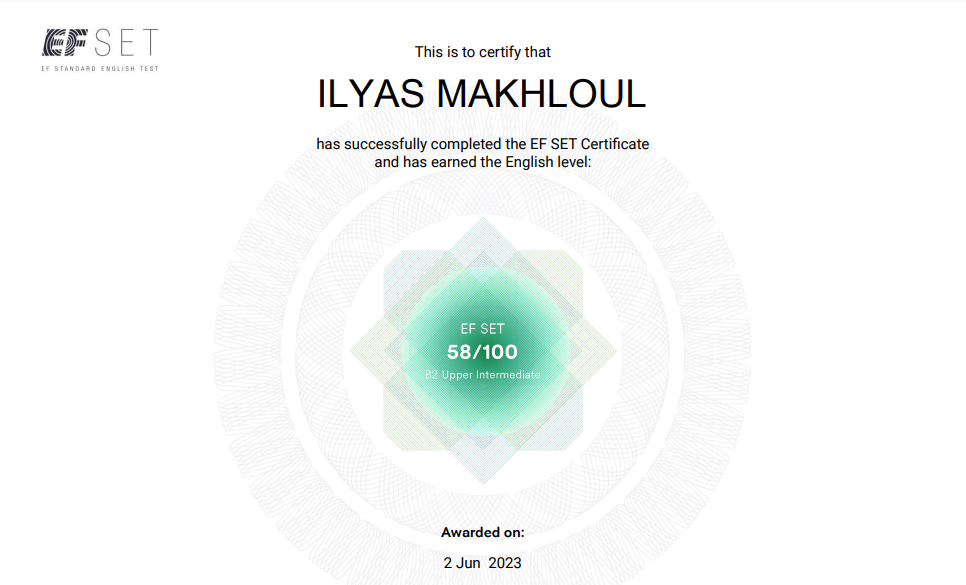 EF SET
EF STANDARD ENGLISH TEST
This is to certify that
ILYAS MAKHLOUL
has successfully completed the EF SET Certificate
and has earned the English level:
EF SET
58/100
B2 Upper Intermediate
Awarded on:
2 Jun 2023